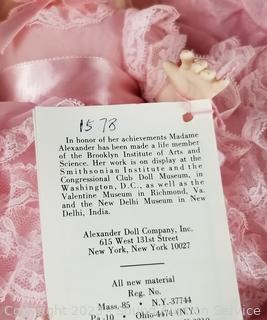 1578
In honor of her achievements Madame
Alexander has been made a life member
of the Brooklyn Institute of Arts and
Science. Her work is on display at the
Smithsonian Institute and the
Congressional Club Doll Museum, in
Washington, D.C., as well as the
Valentine Museum in Richmond, Va.
and the New Delhi Museum in New
Delhi, India.
Alexander Doll Company, Inc.
615 West 131st Street
New York, New York 10027
All new material
Reg. No.
Mass.-85 • N.Y.-37744
Pa.-10 • Ohio-4474 (N.Y.)